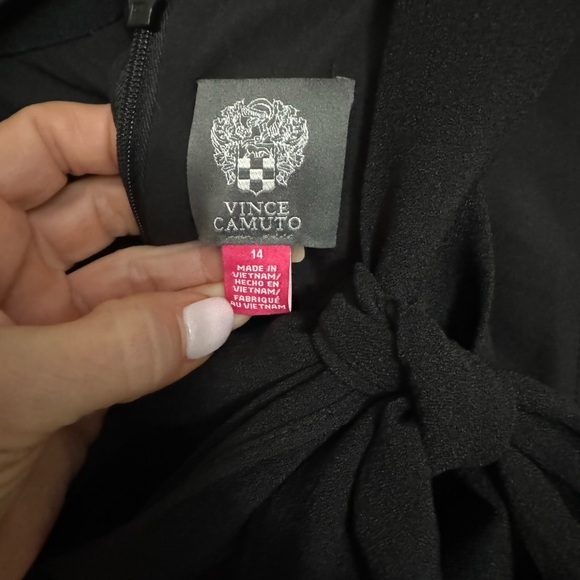 VINCE
CAMUTO
14
MADE IN
VIETNAM/
HECHO EN
VIETNAM/
FABRIQUÉ
AU VIETNAM